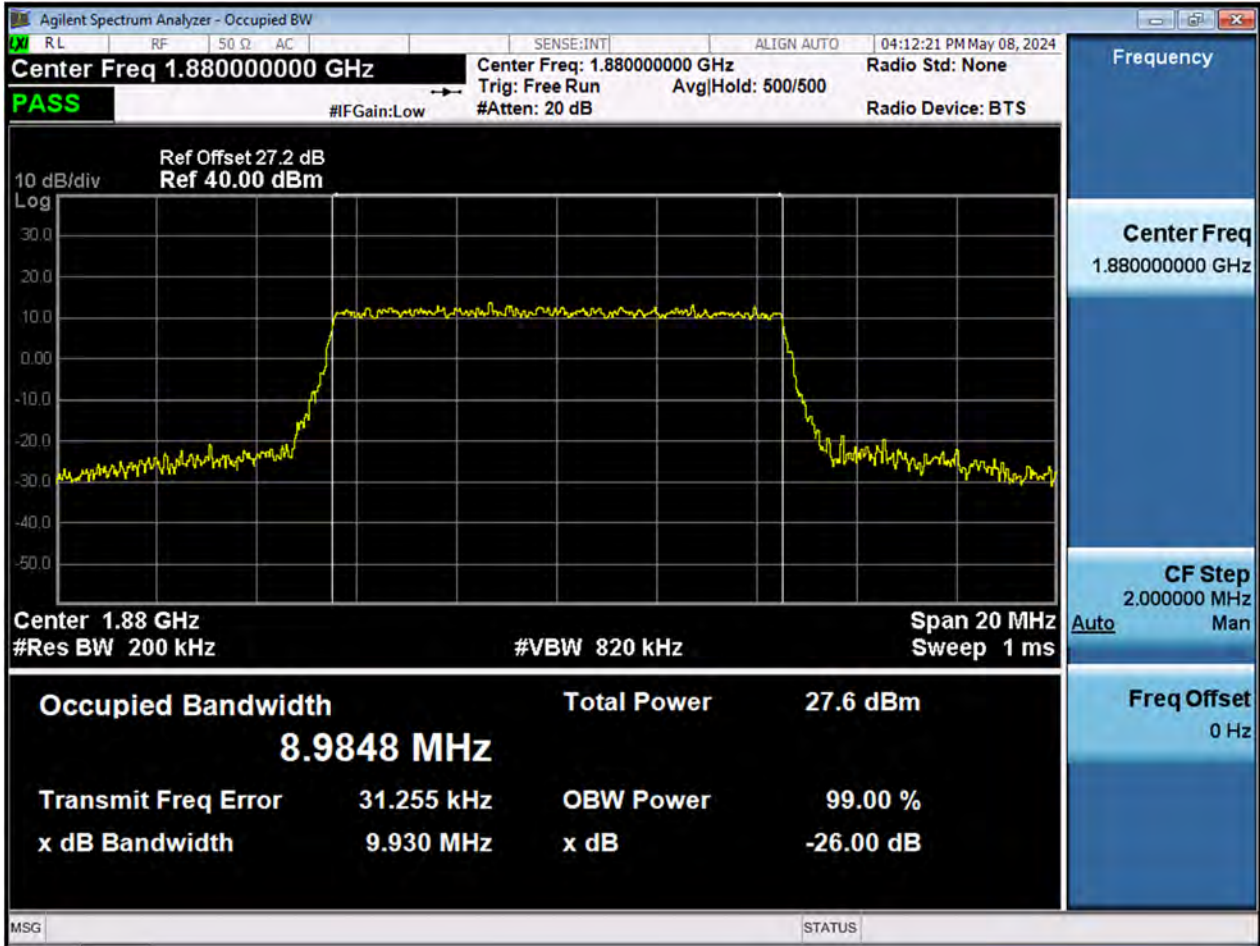 Agilent Spectrum Analyzer - Occupied BW
LXI RL RF 50 Ω AC SENSE:INT ALIGN AUTO 04:12:21 PM May 08, 2024
Center Freq 1.880000000 GHz
Center Freq: 1.880000000 GHz
Radio Std: None
Trig: Free Run Avg|Hold: 500/500
PASS
#IFGain:Low
#Atten: 20 dB
Radio Device: BTS
Ref Offset 27.2 dB
10 dB/div Ref 40.00 dBm
Log
30.0
20.0
10.0
0.00
-10.0
-20.0
-30.0
-40.0
-50.0
Center 1.88 GHz Span 20 MHz
#Res BW 200 kHz #VBW 820 kHz Sweep 1 ms
Occupied Bandwidth Total Power 27.6 dBm
8.9848 MHz
Transmit Freq Error 31.255 kHz OBW Power 99.00 %
x dB Bandwidth 9.930 MHz x dB -26.00 dB
MSG STATUS
Frequency
Center Freq
1.880000000 GHz
CF Step
2.000000 MHz
Auto Man
Freq Offset
0 Hz